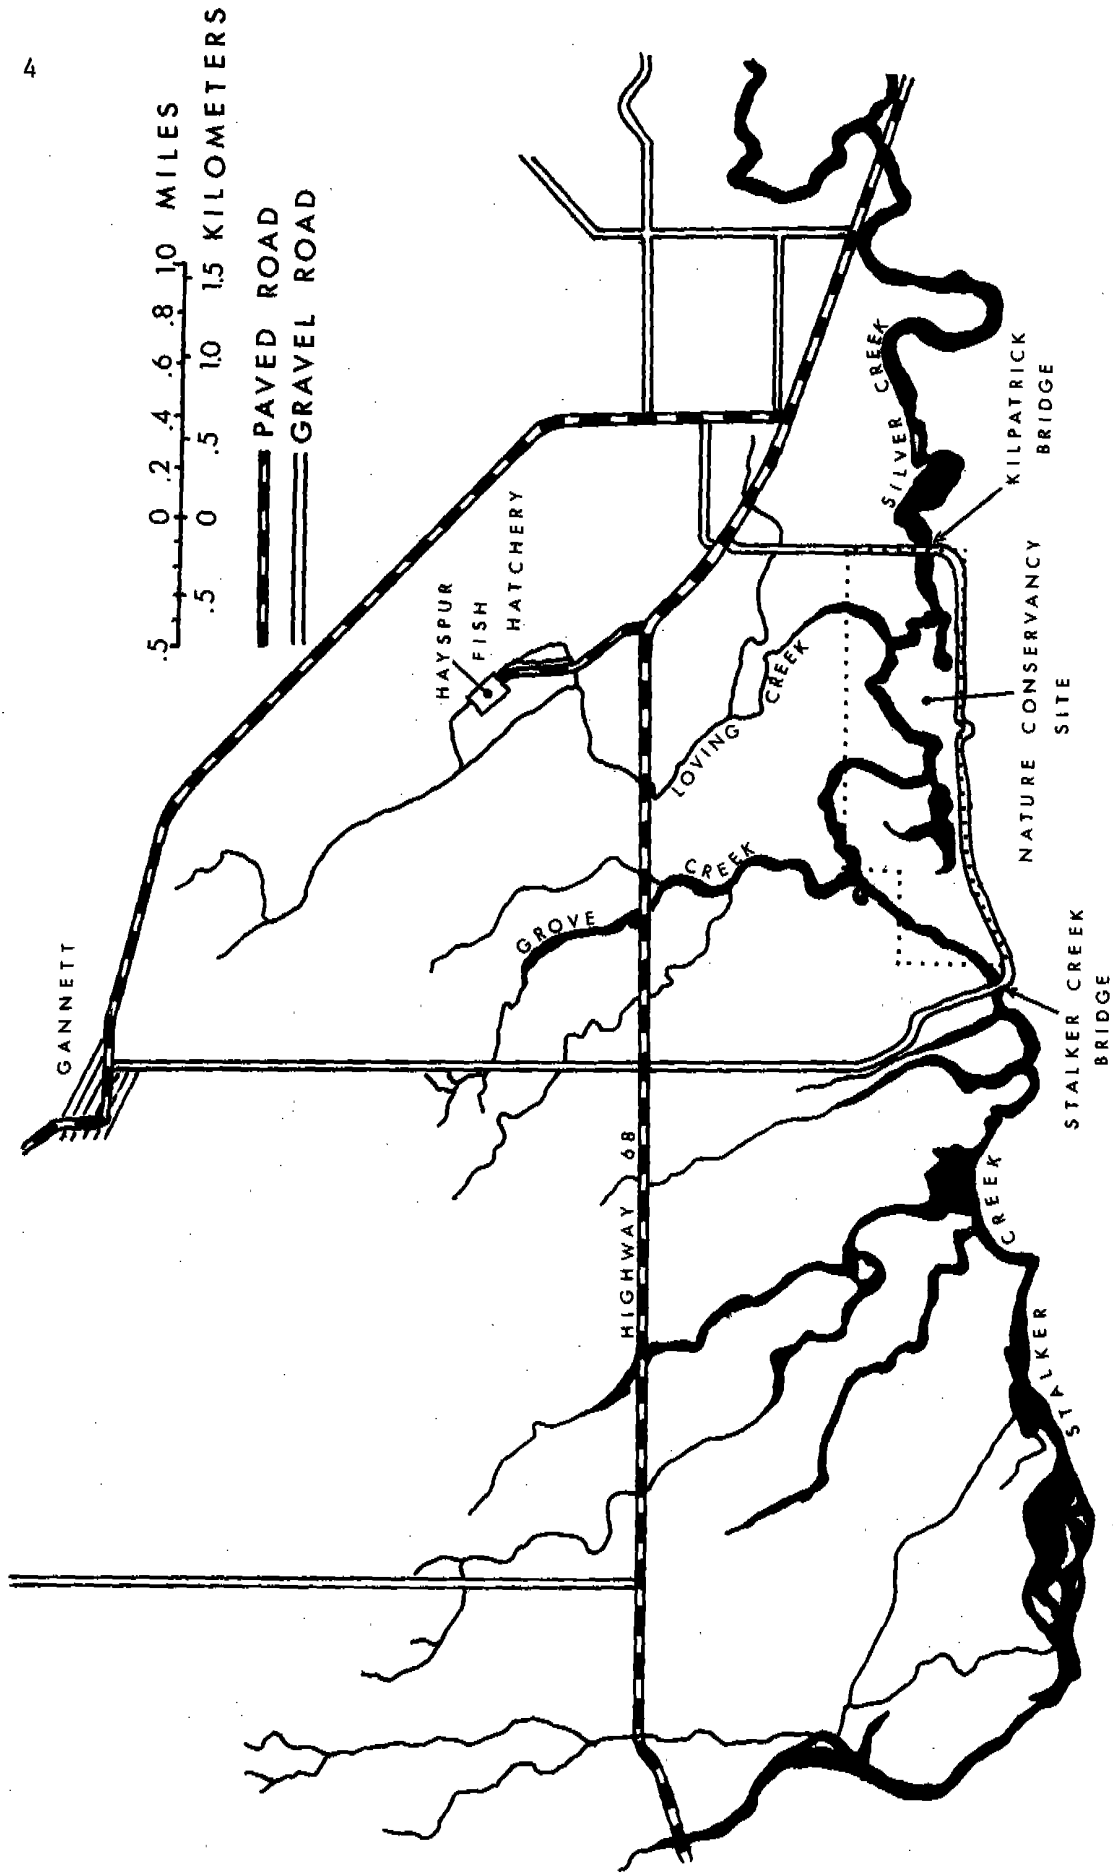 4
.5 0 .2 .4 .6 .8 1.0 MILES
.5 0 .5 1.0 1.5 KILOMETERS
PAVED ROAD
GRAVEL ROAD
GANNETT
HAYSPUR
FISH
HATCHERY
GROVE CREEK
LOVING CREEK
HIGHWAY 68
SILVER CREEK
STALKER CREEK
STALKER CREEK
BRIDGE
NATURE CONSERVANCY
SITE
KILPATRICK
BRIDGE